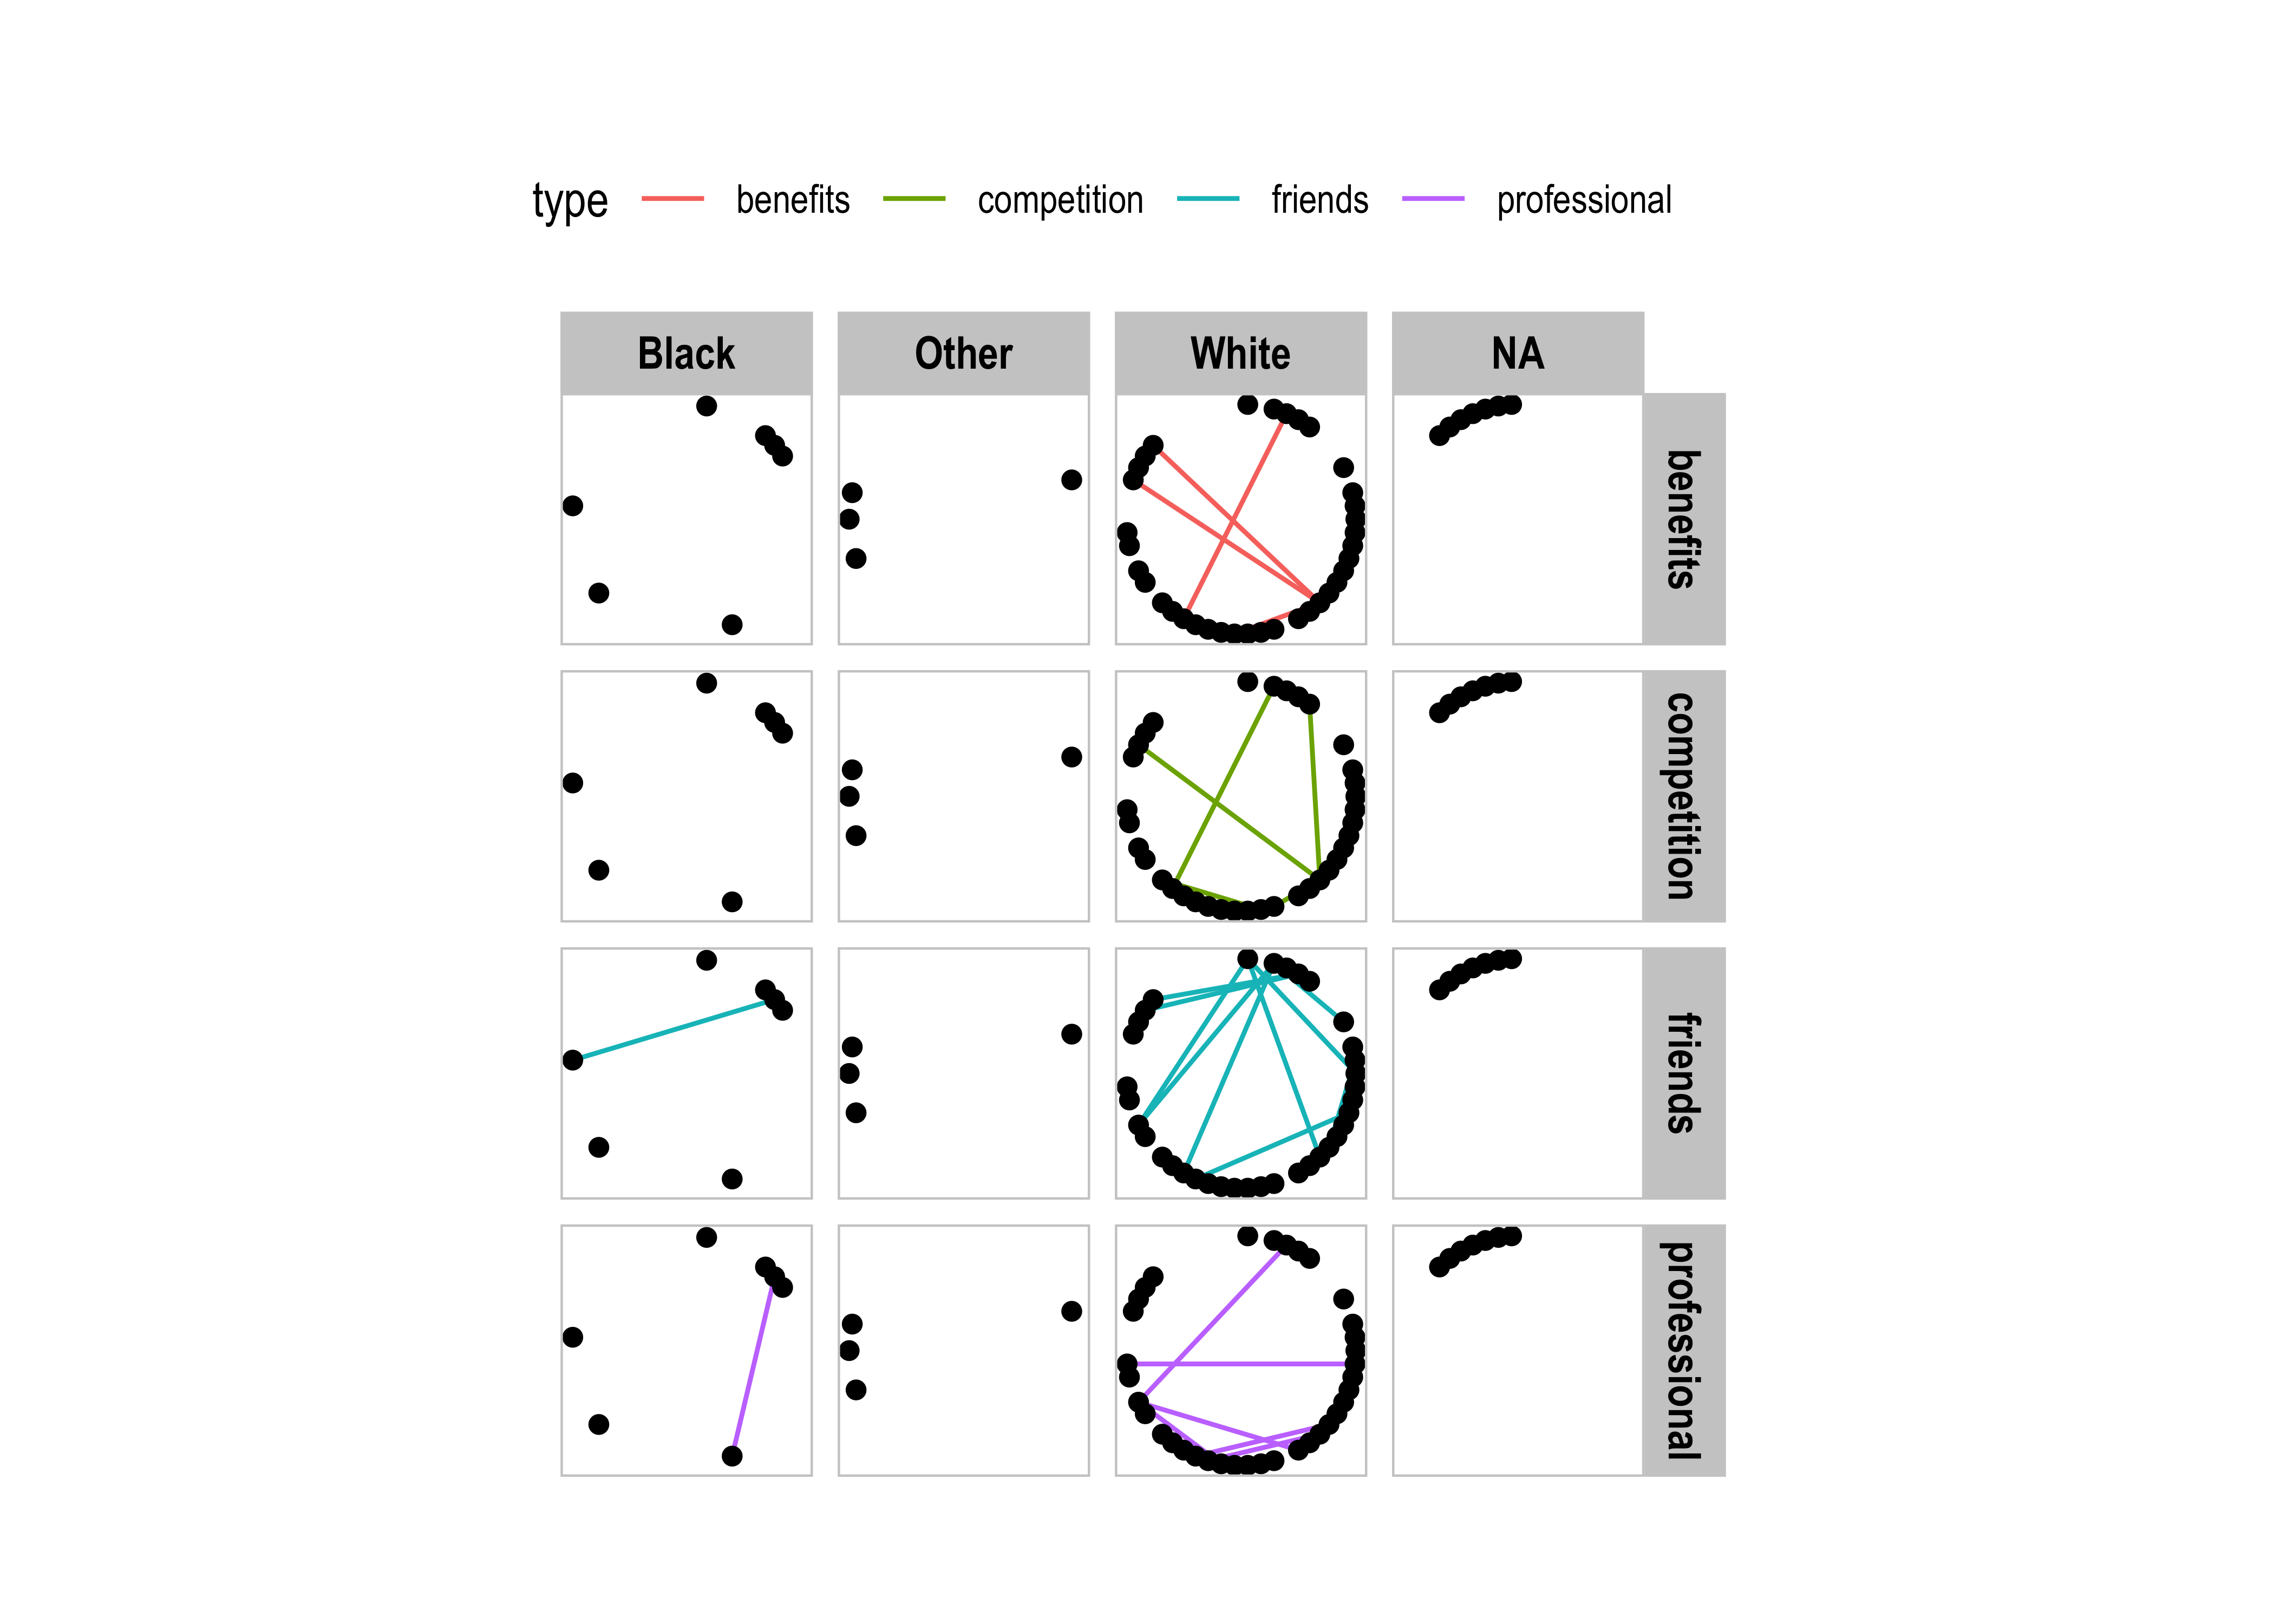 type benefits competition friends professional
Black Other White NA
benefits
competition
friends
professional